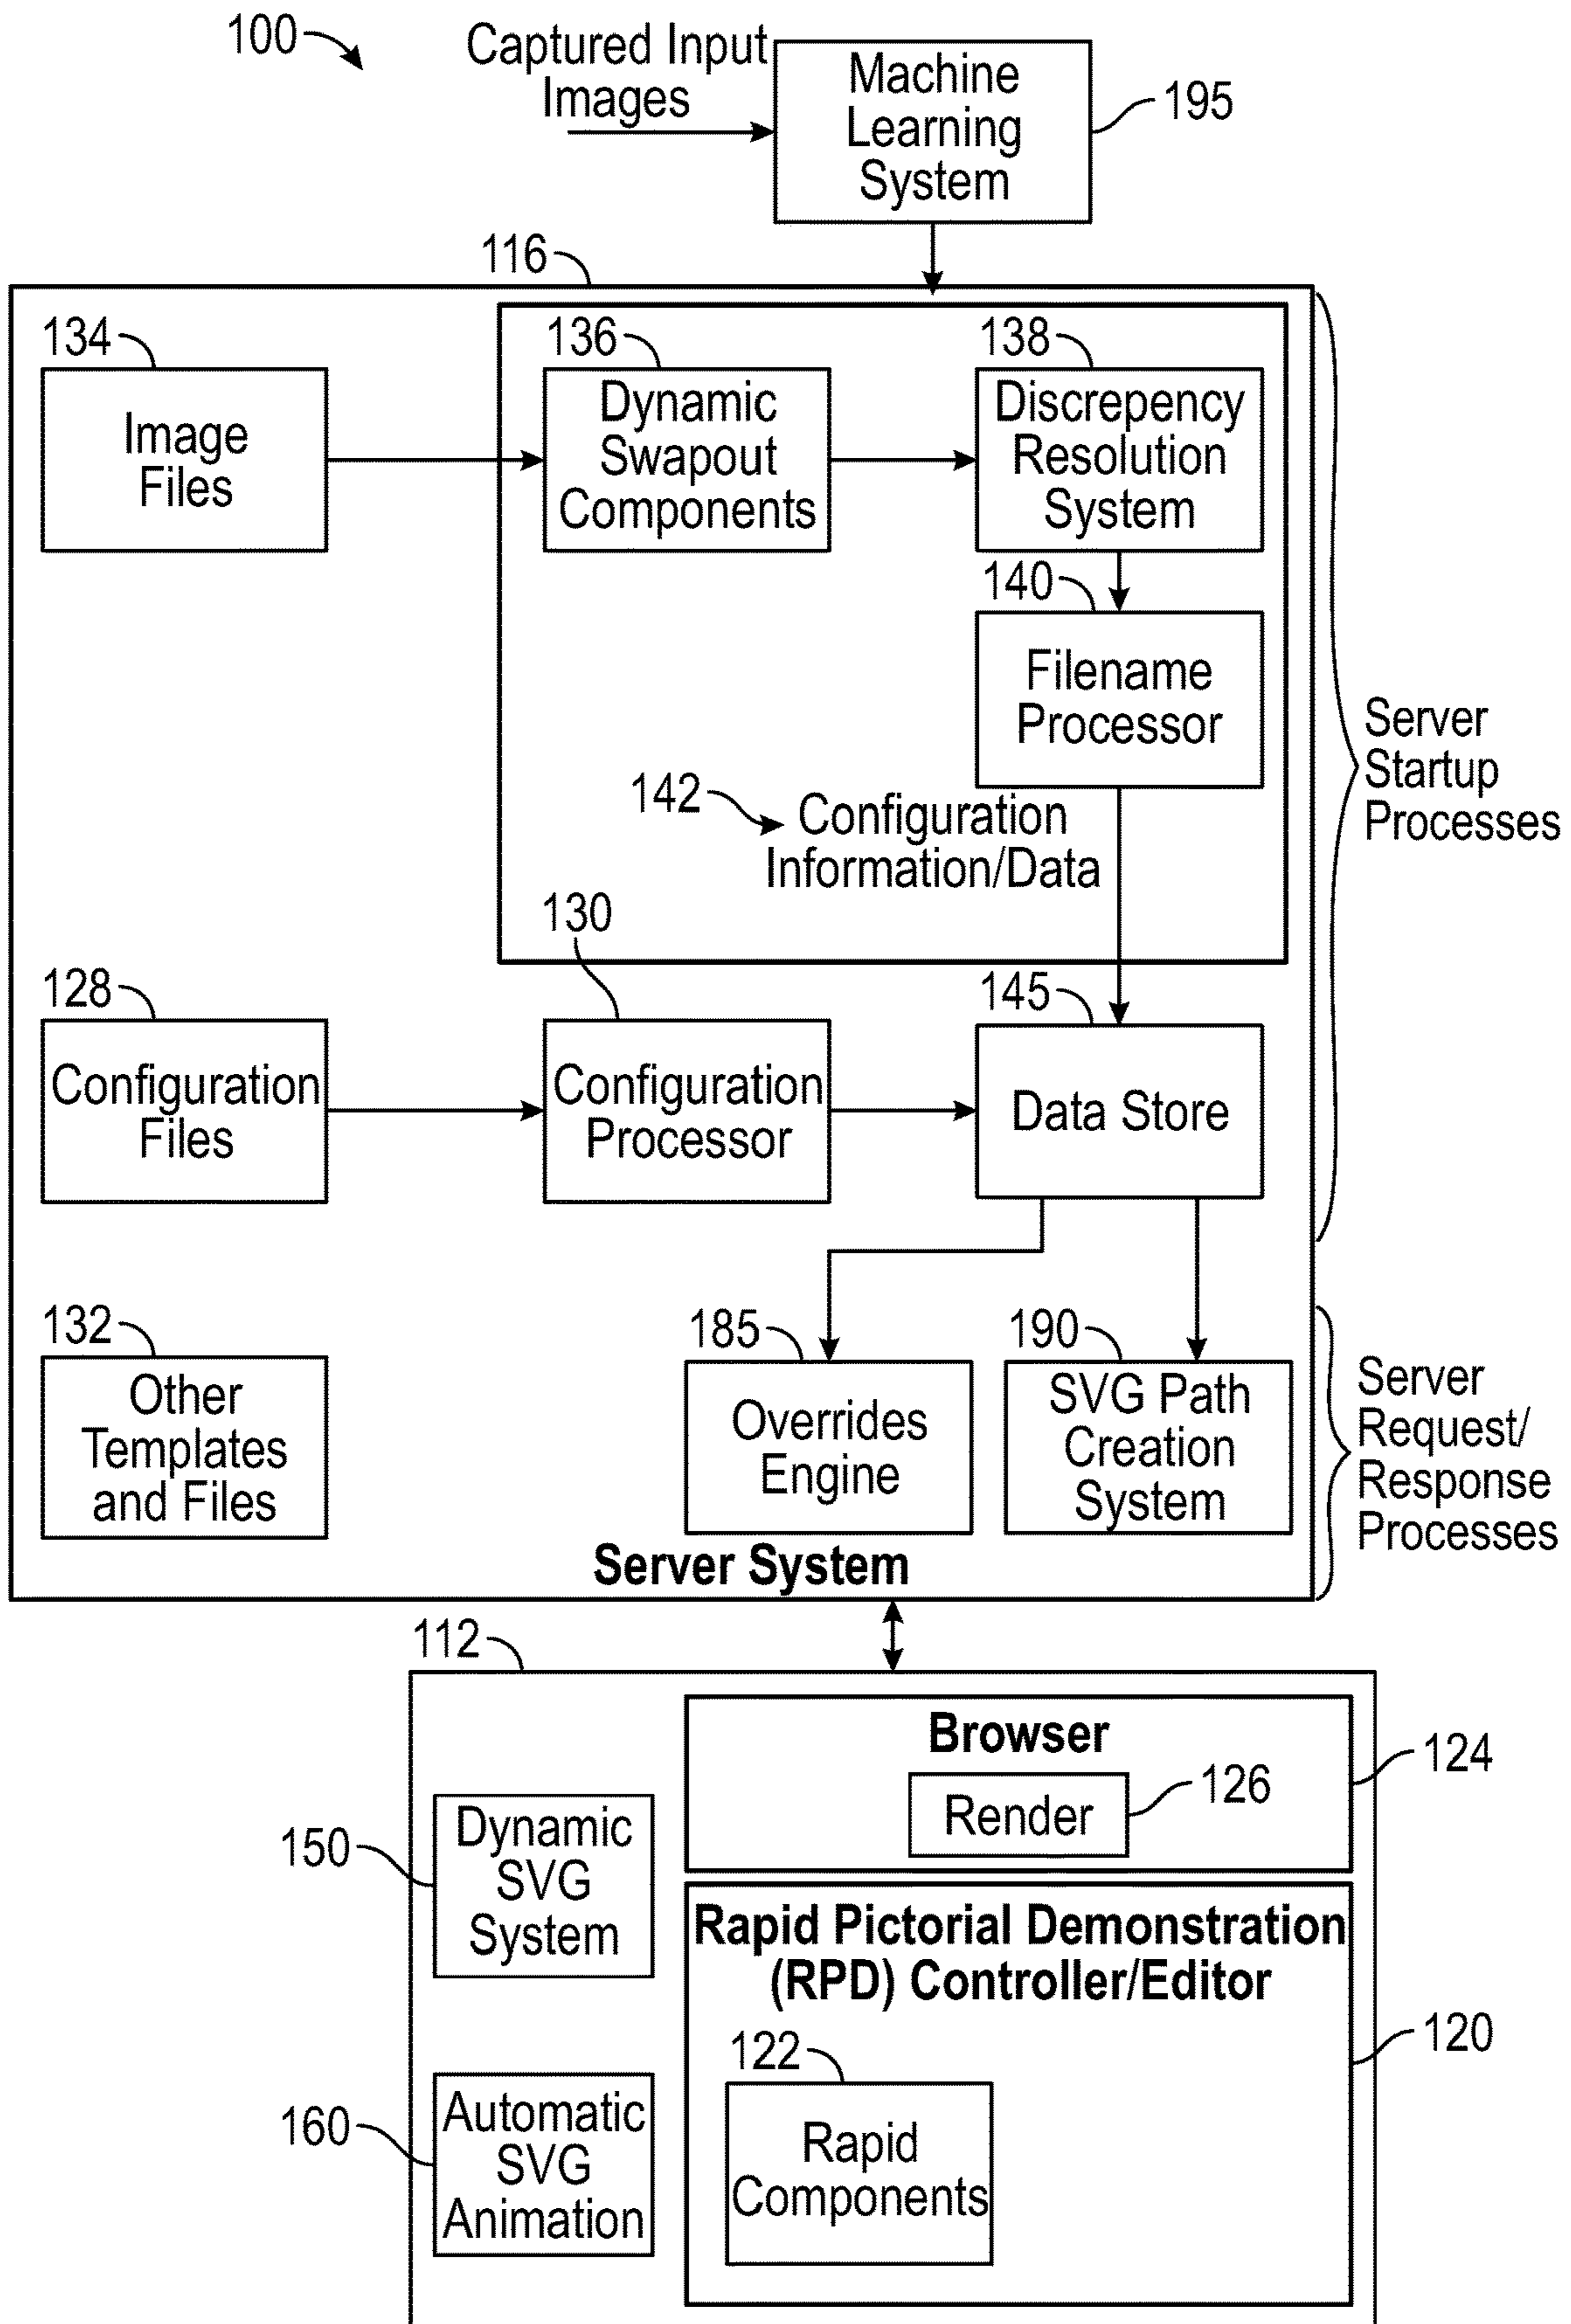 100
Captured Input
Images
Machine
Learning
System
195
116
134
Image
Files
136
Dynamic
Swapout
Components
138
Discrepency
Resolution
System
140
Filename
Processor
142
Configuration
Information/Data
Server
Startup
Processes
128
Configuration
Files
130
Configuration
Processor
145
Data Store
132
Other
Templates
and Files
185
Overrides
Engine
190
SVG Path
Creation
System
Server
Request/
Response
Processes
Server System
112
Browser
124
Render
126
150
Dynamic
SVG
System
Rapid Pictorial Demonstration
(RPD) Controller/Editor
120
122
Rapid
Components
160
Automatic
SVG
Animation